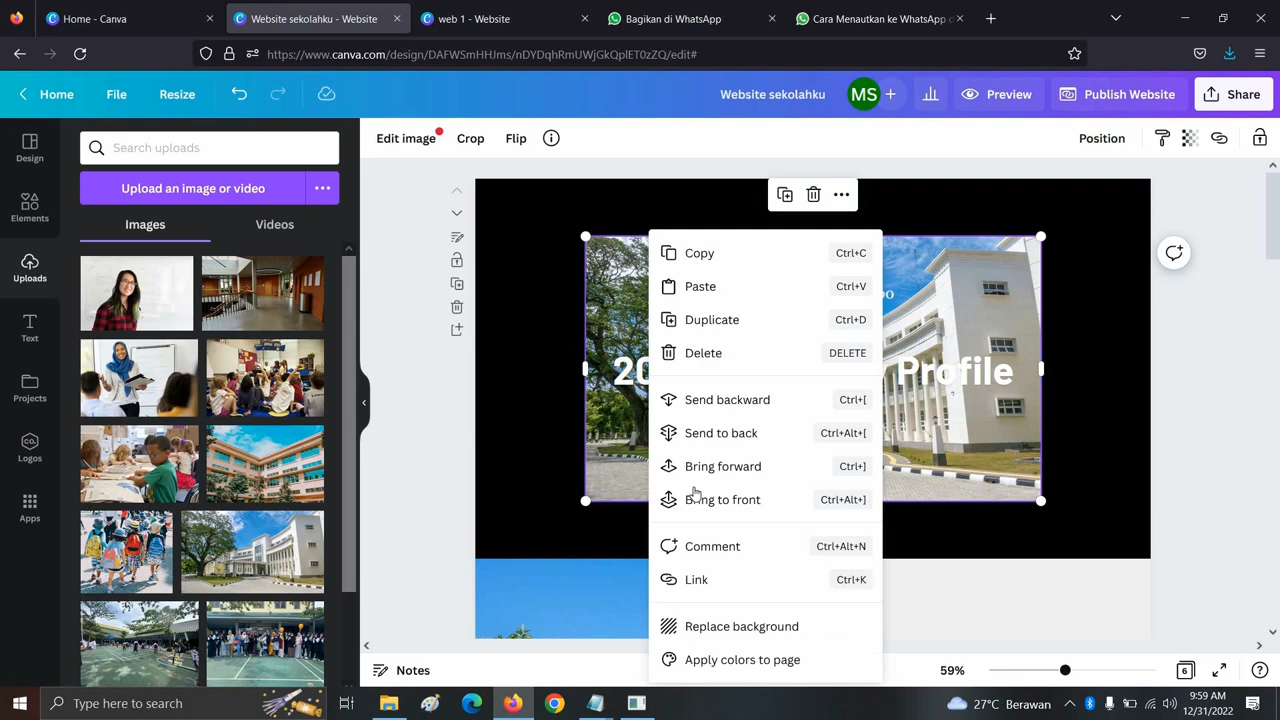 Home - Canva
Website sekolahku - Website
web 1 - Website
Bagikan di WhatsApp
Cara Menautkan ke WhatsApp d
https://www.canva.com/design/DAFWSmHHJms/nDYDqhRmUWjGkQplET0zZQ/edit#
Home
File
Resize
Website sekolahku
MS
Preview
Publish Website
Share
Design
Elements
Uploads
Text
Projects
CO.
Logos
Apps
Search uploads
Upload an image or video
Images
Videos
Edit image
Crop
Flip
Position
20
Profile
Copy Ctrl+C
Paste Ctrl+V
Duplicate Ctrl+D
Delete DELETE
Send backward Ctrl+[
Send to back Ctrl+Alt+[
Bring forward Ctrl+]
Bring to front Ctrl+Alt+]
Comment Ctrl+Alt+N
Link Ctrl+K
Replace background
Apply colors to page
Notes
59%
6
Type here to search
27°C Berawan
9:59 AM
12/31/2022